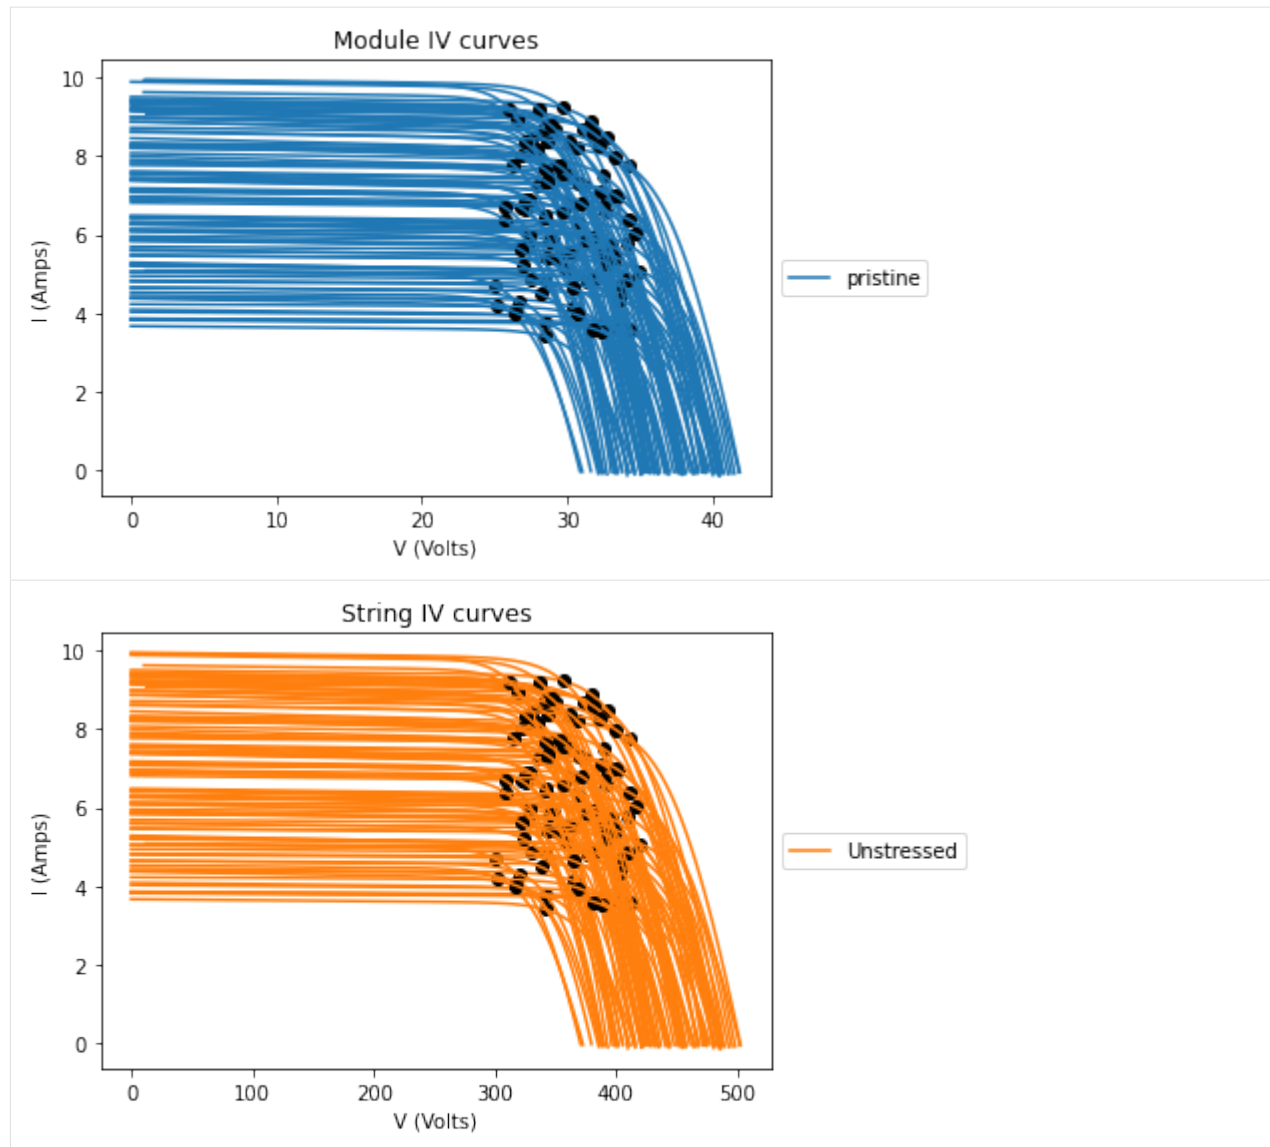 Module IV curves
10
8
6
4
2
0
I (Amps)
0 10 20 30 40
V (Volts)
pristine
String IV curves
10
8
6
4
2
0
I (Amps)
0 100 200 300 400 500
V (Volts)
Unstressed